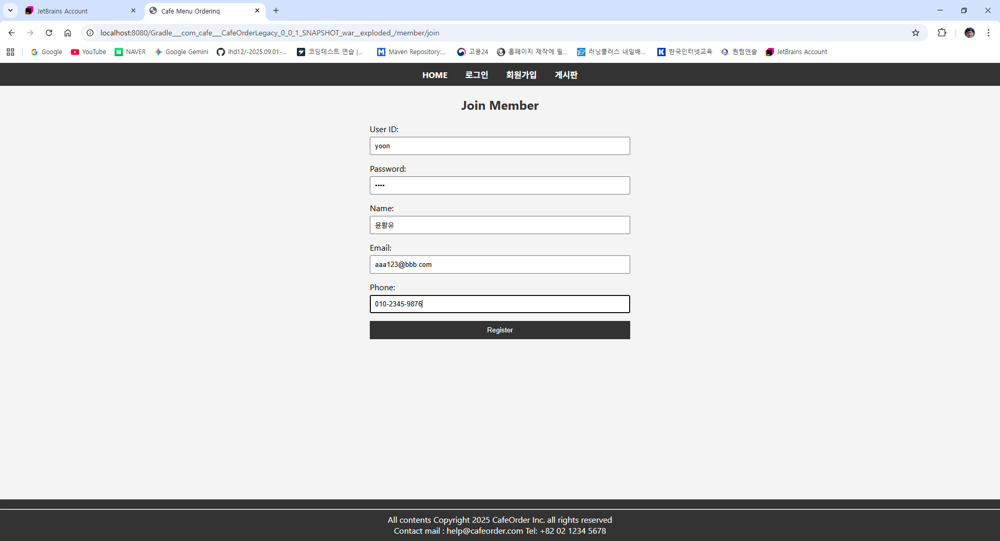 JetBrains Account
Cafe Menu Ordering
localhost:8080/Gradle___com_cafe___CafeOrderLegacy_0_0_1_SNAPSHOT_war__exploded_/member/join
Google YouTube NAVER Google Gemini ihd12/-2025.09.01-... 코딩테스트 연습 |... Maven Repository:... 고용24 홈페이지 제작에 필... 러닝플러스 내일배... 한국인터넷교육 퀀텀앤솔 JetBrains Account
HOME 로그인 회원가입 게시판
Join Member
User ID:
yoon
Password:
••••
Name:
윤활유
Email:
aaa123@bbb.com
Phone:
010-2345-9876
Register
All contents Copyright 2025 CafeOrder Inc. all rights reserved
Contact mail : help@cafeorder.com Tel: +82 02 1234 5678